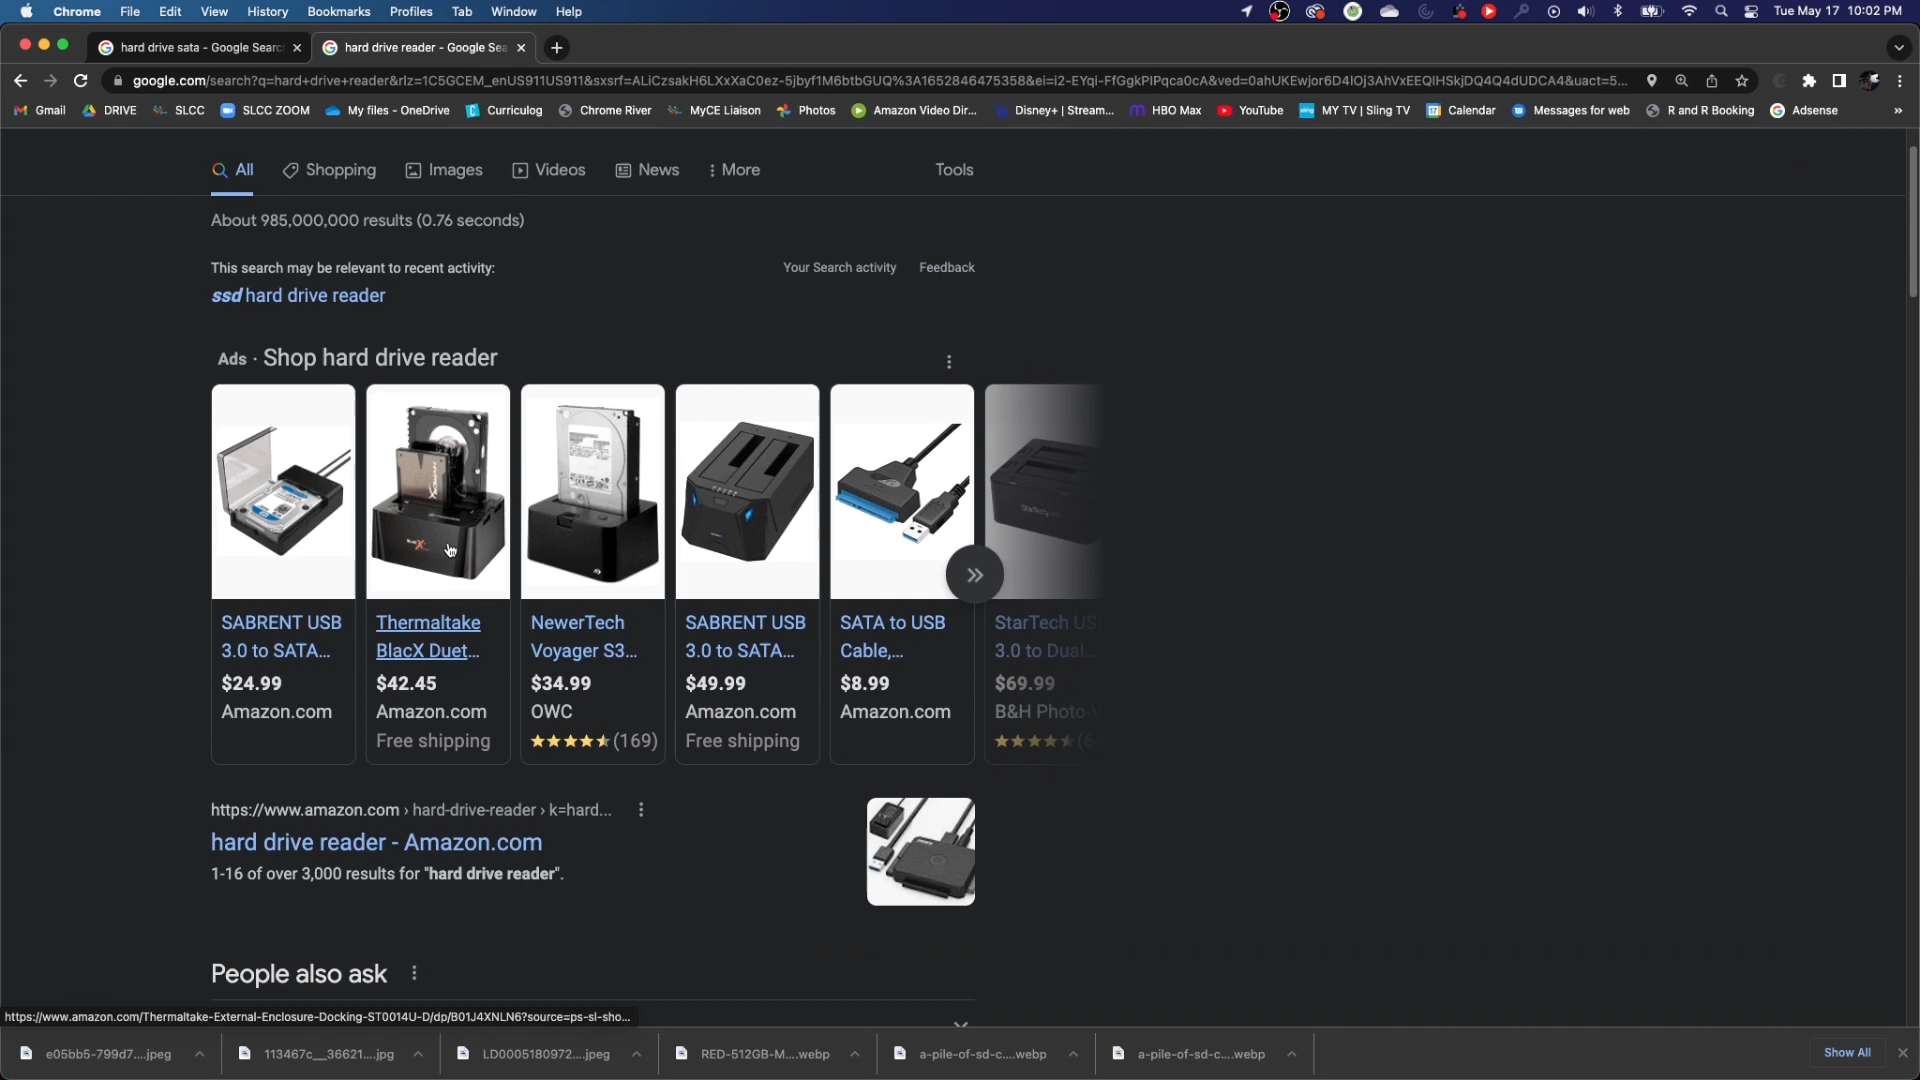 Chrome File Edit View History Bookmarks Profiles Tab Window Help Tue May 17 10:02 PM
hard drive sata - Google Searc hard drive reader - Google Sea
google.com/search?q=hard+drive+reader&rlz=1C5GCEM_enUS911US911&sxsrf=ALiCzsakH6LXxXaC0ez-5jbyf1M6btbGUQ%3A1652846475358&ei=i2-EYqi-FfGgkPIPqca0cA&ved=0ahUKEwjor6D4lOj3AhVxEEQIHSkjDQ4Q4dUDCA4&uact=5...
Gmail DRIVE SLCC SLCC ZOOM My files - OneDrive Curriculog Chrome River MyCE Liaison Photos Amazon Video Dir... Disney+ | Stream... HBO Max YouTube MY TV | Sling TV Calendar Messages for web R and R Booking Adsense »
All Shopping Images Videos News More Tools
About 985,000,000 results (0.76 seconds)
This search may be relevant to recent activity: Your Search activity Feedback
ssd hard drive reader
Ads · Shop hard drive reader
SABRENT USB 3.0 to SATA...
$24.99
Amazon.com
Thermaltake BlacX Duet...
$42.45
Amazon.com
Free shipping
NewerTech Voyager S3...
$34.99
OWC
(169)
SABRENT USB 3.0 to SATA...
$49.99
Amazon.com
Free shipping
SATA to USB Cable,...
$8.99
Amazon.com
StarTech US
3.0 to Dual...
$69.99
B&H Photo-V
https://www.amazon.com › hard-drive-reader › k=hard...
hard drive reader - Amazon.com
1-16 of over 3,000 results for "hard drive reader".
People also ask
https://www.amazon.com/Thermaltake-External-Enclosure-Docking-ST0014U-D/dp/B01J4XNLN6?source=ps-sl-sho...
e05bb5-799d7....jpeg 113467c__36621....jpg LD0005180972....jpeg RED-512GB-M....webp a-pile-of-sd-c....webp a-pile-of-sd-c....webp Show All